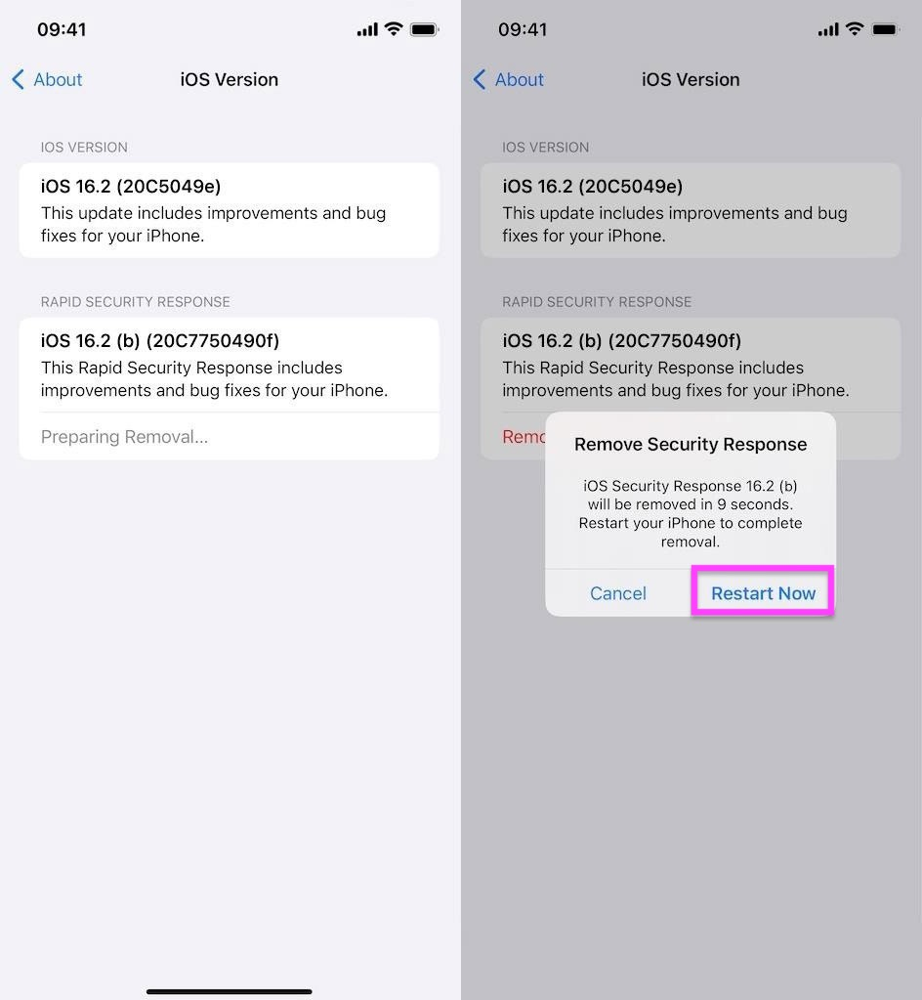 09:41
About
iOS Version
IOS VERSION
iOS 16.2 (20C5049e)
This update includes improvements and bug
fixes for your iPhone.
RAPID SECURITY RESPONSE
iOS 16.2 (b) (20C7750490f)
This Rapid Security Response includes
improvements and bug fixes for your iPhone.
Preparing Removal...
09:41
About
iOS Version
IOS VERSION
iOS 16.2 (20C5049e)
This update includes improvements and bug
fixes for your iPhone.
RAPID SECURITY RESPONSE
iOS 16.2 (b) (20C7750490f)
This Rapid Security Response includes
improvements and bug fixes for your iPhone.
Remo
Remove Security Response
iOS Security Response 16.2 (b)
will be removed in 9 seconds.
Restart your iPhone to complete
removal.
Cancel
Restart Now